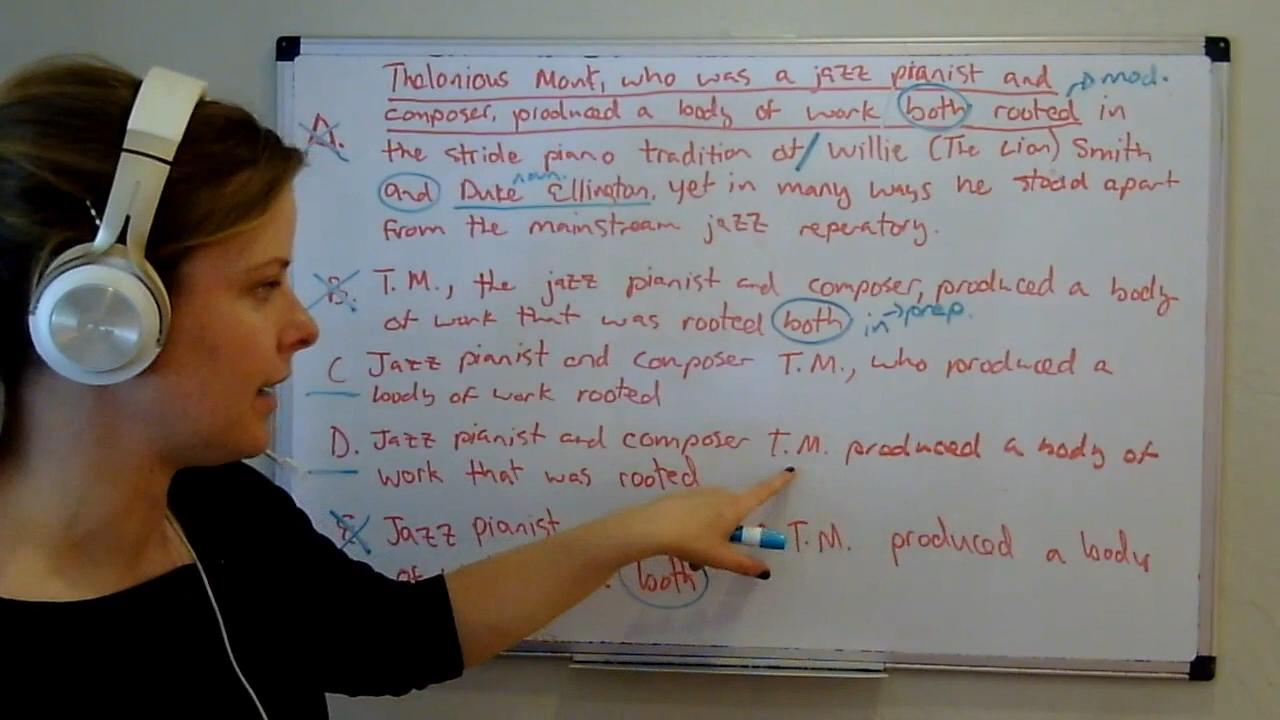 Thelonious Mont, who was a jazz pianist and → mod.
A. composer, produced a body of work both rooted in
the stride piano tradition of / Willie (The Lion) Smith
noun.
and Duke Ellington, yet in many ways he stood apart
from the mainstream jazz reperatory.
B. T.M., the jazz pianist and composer, produced a body
of work that was rooted both in → prep.
C Jazz pianist and composer T.M., who produced a
body of work rooted
D. Jazz pianist and composer T.M. produced a body of
work that was rooted
E. Jazz pianist T.M. produced a body
of both